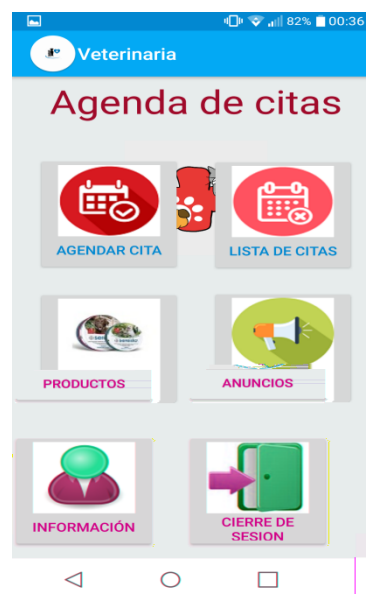 82% 00:36
Veterinaria
Agenda de citas
AGENDAR CITA
LISTA DE CITAS
PRODUCTOS
ANUNCIOS
INFORMACIÓN
CIERRE DE
SESION